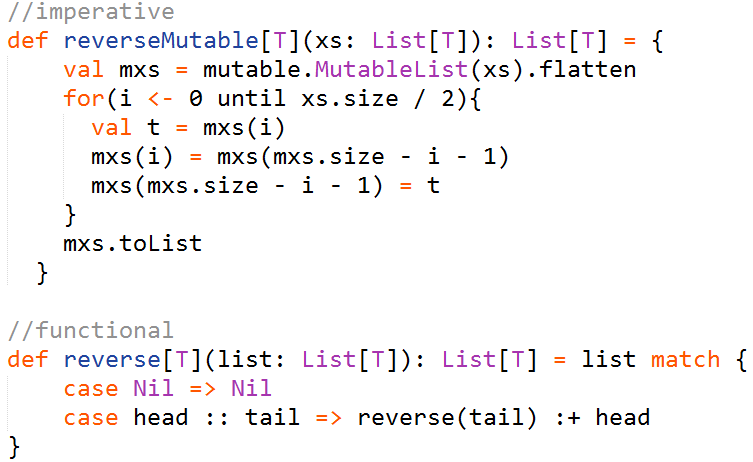 //imperative
def reverseMutable[T](xs: List[T]): List[T] = {
    val mxs = mutable.MutableList(xs).flatten
    for(i <- 0 until xs.size / 2){
      val t = mxs(i)
      mxs(i) = mxs(mxs.size - i - 1)
      mxs(mxs.size - i - 1) = t
    }
    mxs.toList
  }

//functional
def reverse[T](list: List[T]): List[T] = list match {
    case Nil => Nil
    case head :: tail => reverse(tail) :+ head
}